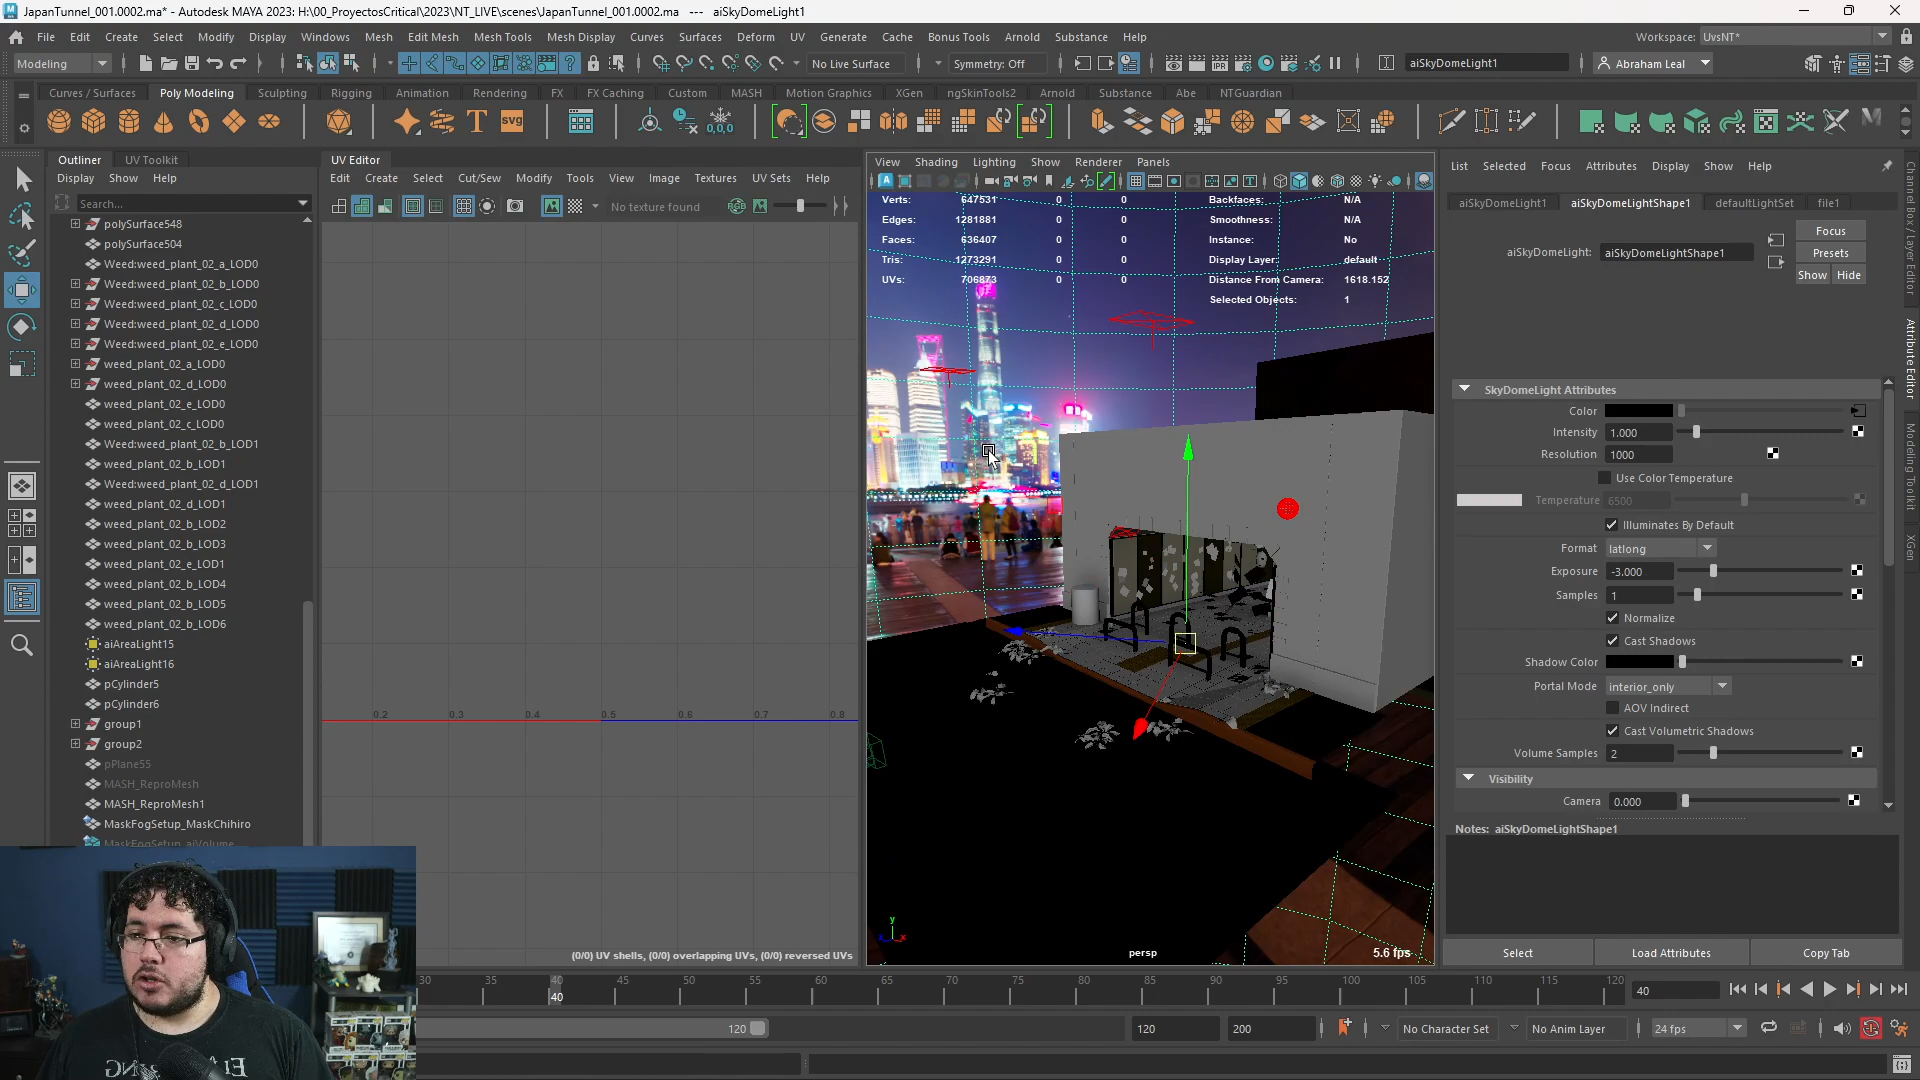 JapanTunnel_001.0002.ma* - Autodesk MAYA 2023: H:\00_ProyectosCritical\2023\NT_LIVE\scenes\JapanTunnel_001.0002.ma --- aiSkyDomeLight1
File Edit Create Select Modify Display Windows Mesh Edit Mesh Mesh Tools Mesh Display Curves Surfaces Deform UV Generate Cache Bonus Tools Arnold Substance Help
Workspace: UvsNT*
Modeling
No Live Surface
Symmetry: Off
aiSkyDomeLight1
Abraham Leal
Curves / Surfaces Poly Modeling Sculpting Rigging Animation Rendering FX FX Caching Custom MASH Motion Graphics XGen ngSkinTools2 Arnold Substance Abe NTGuardian
Outliner UV Toolkit
Display Show Help
Search...
polySurface548
polySurface504
Weed:weed_plant_02_a_LOD0
Weed:weed_plant_02_b_LOD0
Weed:weed_plant_02_c_LOD0
Weed:weed_plant_02_d_LOD0
Weed:weed_plant_02_e_LOD0
weed_plant_02_a_LOD0
weed_plant_02_d_LOD0
weed_plant_02_e_LOD0
weed_plant_02_c_LOD0
Weed:weed_plant_02_b_LOD1
weed_plant_02_b_LOD1
Weed:weed_plant_02_d_LOD1
weed_plant_02_d_LOD1
weed_plant_02_b_LOD2
weed_plant_02_b_LOD3
weed_plant_02_e_LOD1
weed_plant_02_b_LOD4
weed_plant_02_b_LOD5
weed_plant_02_b_LOD6
aiAreaLight15
aiAreaLight16
pCylinder5
pCylinder6
group1
group2
pPlane55
MASH_ReproMesh
MASH_ReproMesh1
MaskFogSetup_MaskChihiro
MaskFogSetup_aiVolume
UV Editor
Edit Create Select Cut/Sew Modify Tools View Image Textures UV Sets Help
No texture found
0.2 0.3 0.4 0.5 0.6 0.7 0.8
(0/0) UV shells, (0/0) overlapping UVs, (0/0) reversed UVs
View Shading Lighting Show Renderer Panels
Verts: 647531 0 0 Backfaces: N/A
Edges: 1281881 0 0 Smoothness: N/A
Faces: 636407 0 0 Instance: No
Tris: 1273291 0 0 Display Layer: default
UVs: 706873 0 0 Distance From Camera: 1618.152
Selected Objects: 1
y
x
persp
5.6 fps
List Selected Focus Attributes Display Show Help
aiSkyDomeLight1 aiSkyDomeLightShape1 defaultLightSet file1
aiSkyDomeLight: aiSkyDomeLightShape1
Focus
Presets
Show Hide
SkyDomeLight Attributes
Color
Intensity 1.000
Resolution 1000
Use Color Temperature
Temperature 6500
Illuminates By Default
Format latlong
Exposure -3.000
Samples 1
Normalize
Cast Shadows
Shadow Color
Portal Mode interior_only
AOV Indirect
Cast Volumetric Shadows
Volume Samples 2
Visibility
Camera 0.000
Notes: aiSkyDomeLightShape1
Select Load Attributes Copy Tab
Channel Box / Layer Editor
Attribute Editor
Modeling Toolkit
XGen
30 35 40 45 50 55 60 65 70 75 80 85 90 95 100 105 110 115 120
40
40
120
120
200
No Character Set
No Anim Layer
24 fps